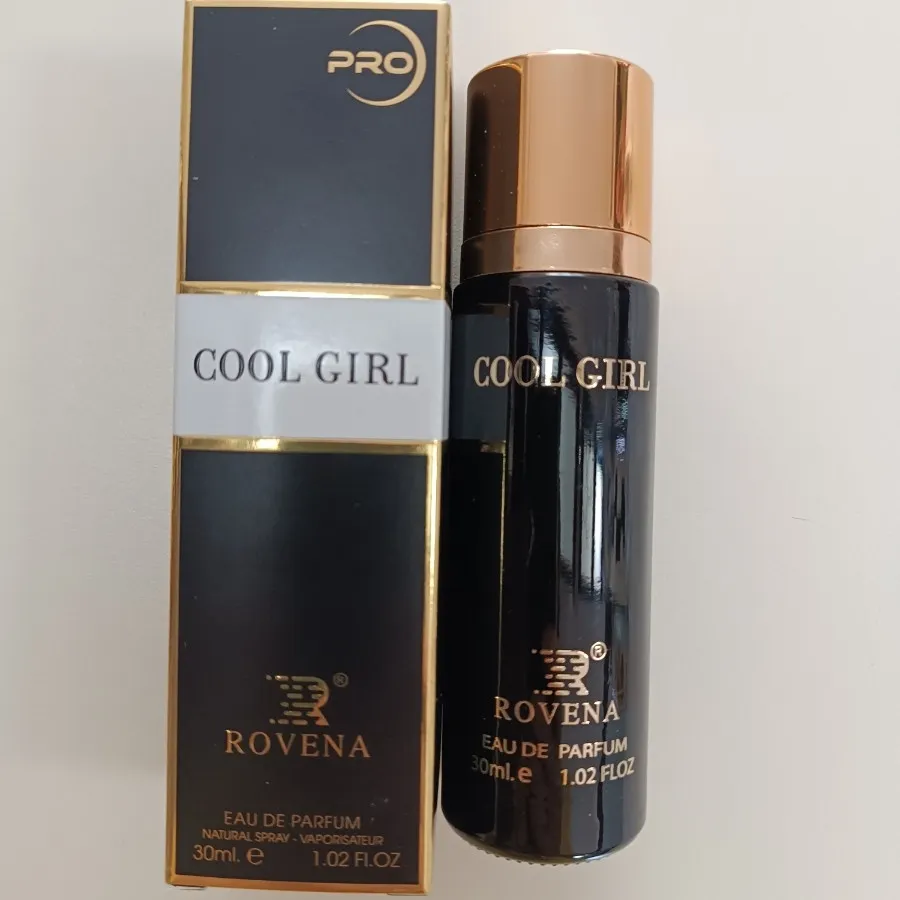 PRO
COOL GIRL
R®
ROVENA
EAU DE PARFUM
NATURAL SPRAY - VAPORISATEUR
30ml. e 1.02 FL.OZ
COOL GIRL
R®
ROVENA
EAU DE PARFUM
30ml. e 1.02 FLOZ